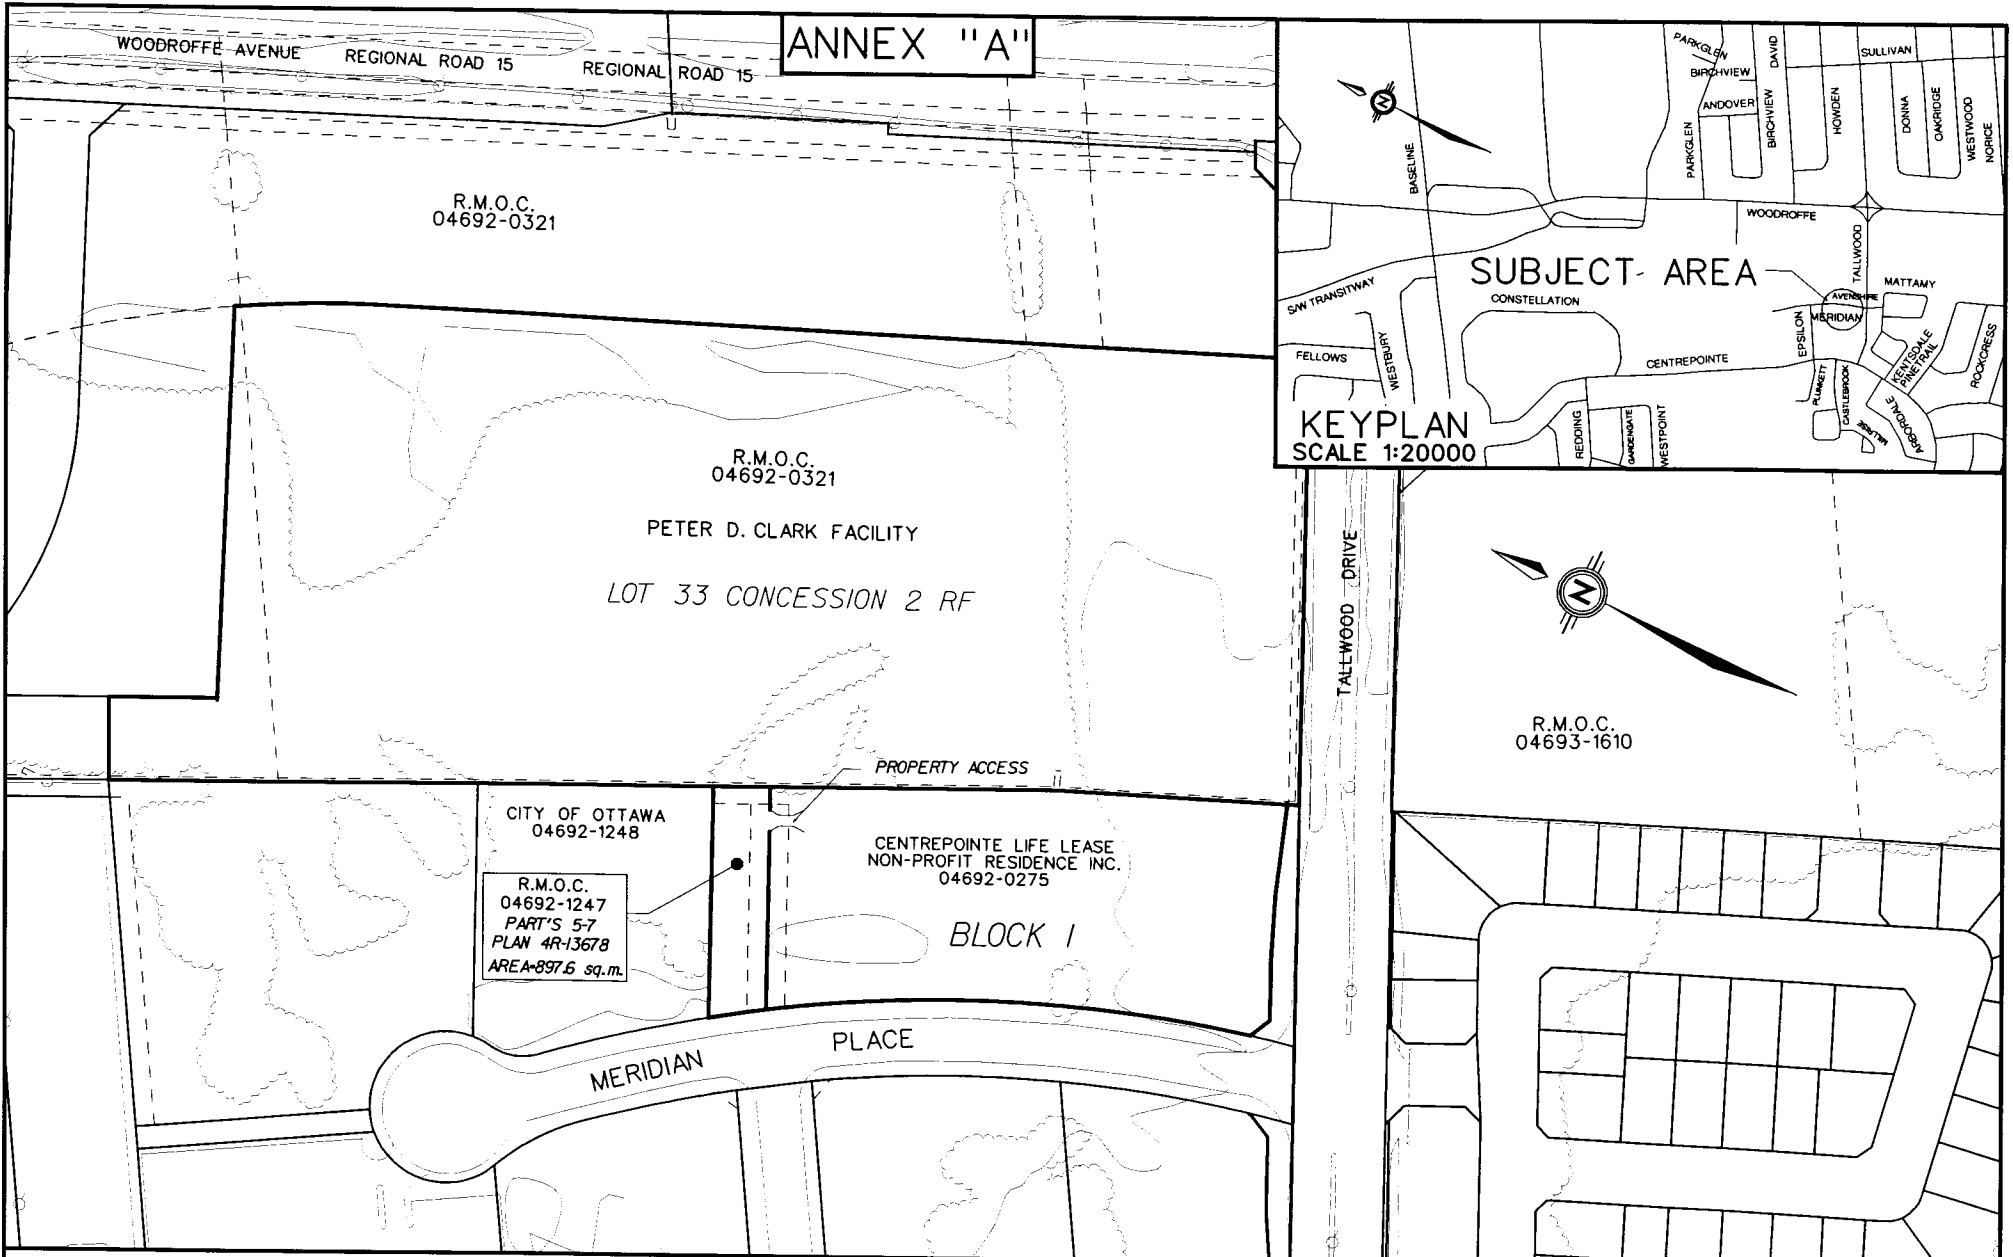 ANNEX "A"
WOODROFFE AVENUE
REGIONAL ROAD 15
REGIONAL ROAD 15
R.M.O.C.
04692-0321
R.M.O.C.
04692-0321
PETER D. CLARK FACILITY
LOT 33 CONCESSION 2 RF
PROPERTY ACCESS
CITY OF OTTAWA
04692-1248
R.M.O.C.
04692-1247
PART'S 5-7
PLAN 4R-13678
AREA=897.6 sq.m.
CENTREPOINTE LIFE LEASE
NON-PROFIT RESIDENCE INC.
04692-0275
BLOCK 1
MERIDIAN PLACE
TALLWOOD DRIVE
N
R.M.O.C.
04693-1610
N
PARKGLEN
BIRCHVIEW
DAVID
SULLIVAN
ANDOVER
PARKGLEN
BIRCHVIEW
HOWDEN
DONNA
OAKRIDGE
WESTWOOD
NORICE
BASELINE
WOODROFFE
SUBJECT AREA
TALLWOOD
MATTAMY
S/W TRANSITWAY
CONSTELLATION
AVENSHIRE
MERIDIAN
EPSILON
FELLOWS
WESTBURY
CENTREPOINTE
KENTSDALE
PINETRAIL
ROCKCRESS
PLUNKETT
CASTLEBROOK
ARBORDALE
MILLRISE
REDDING
GARDENGATE
WESTPOINT
KEYPLAN
SCALE 1:20000